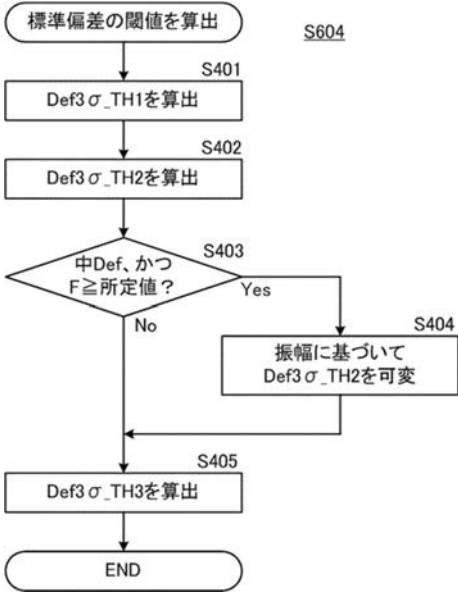 標準偏差の閾値を算出
S604
S401
Def3σ_TH1を算出
S402
Def3σ_TH2を算出
S403
中Def、かつ
F≧所定値?
Yes
No
S404
振幅に基づいて
Def3σ_TH2を可変
S405
Def3σ_TH3を算出
END